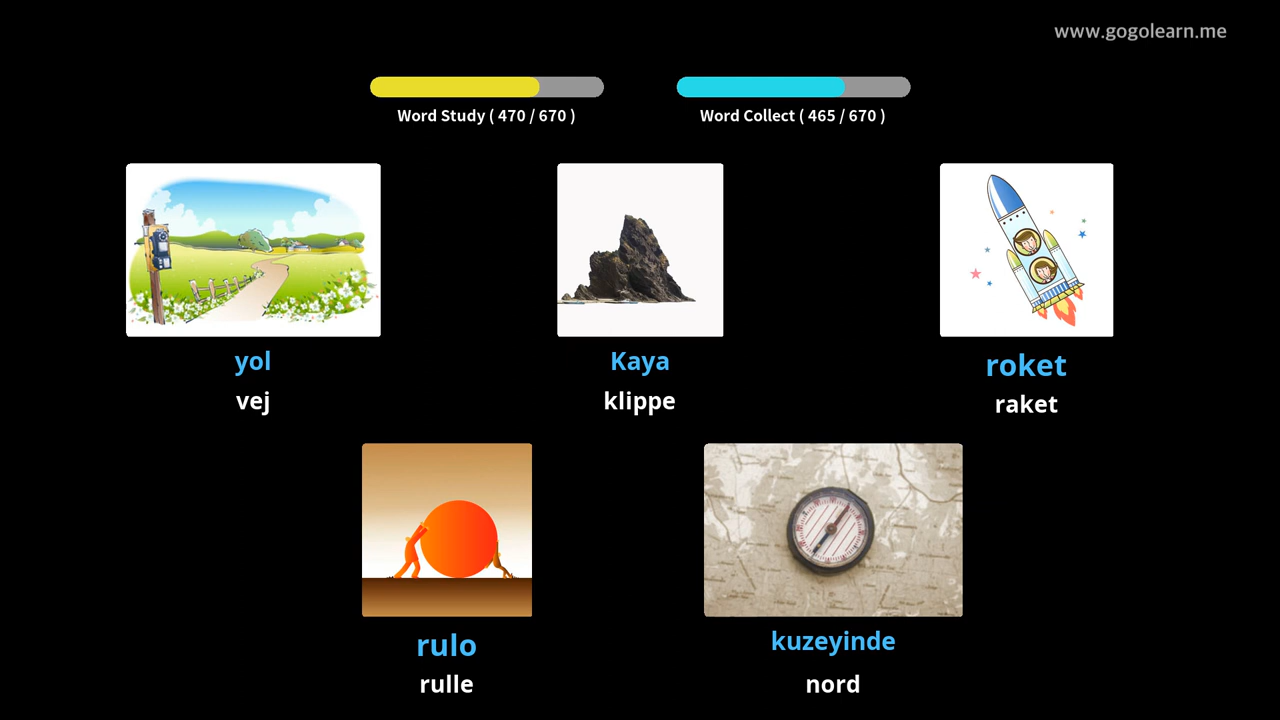 www.gogolearn.me
Word Study ( 470 / 670 )
Word Collect ( 465 / 670 )
yol
vej
Kaya
klippe
roket
raket
rulo
rulle
kuzeyinde
nord